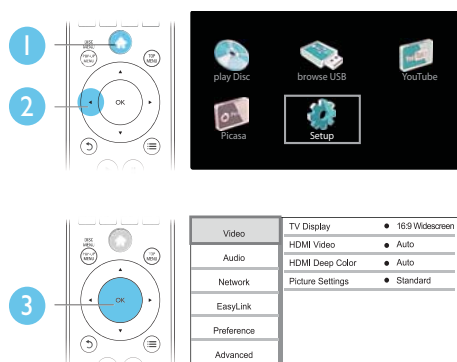 1
DISC
MENU
POP-UP
MENU
TOP
MENU
2
OK
play Disc
browse USB
YouTube
Picasa
Setup
DISC
MENU
POP-UP
MENU
TOP
MENU
3
OK
Video
Audio
Network
EasyLink
Preference
Advanced
TV Display
16:9 Widescreen
HDMI Video
Auto
HDMI Deep Color
Auto
Picture Settings
Standard